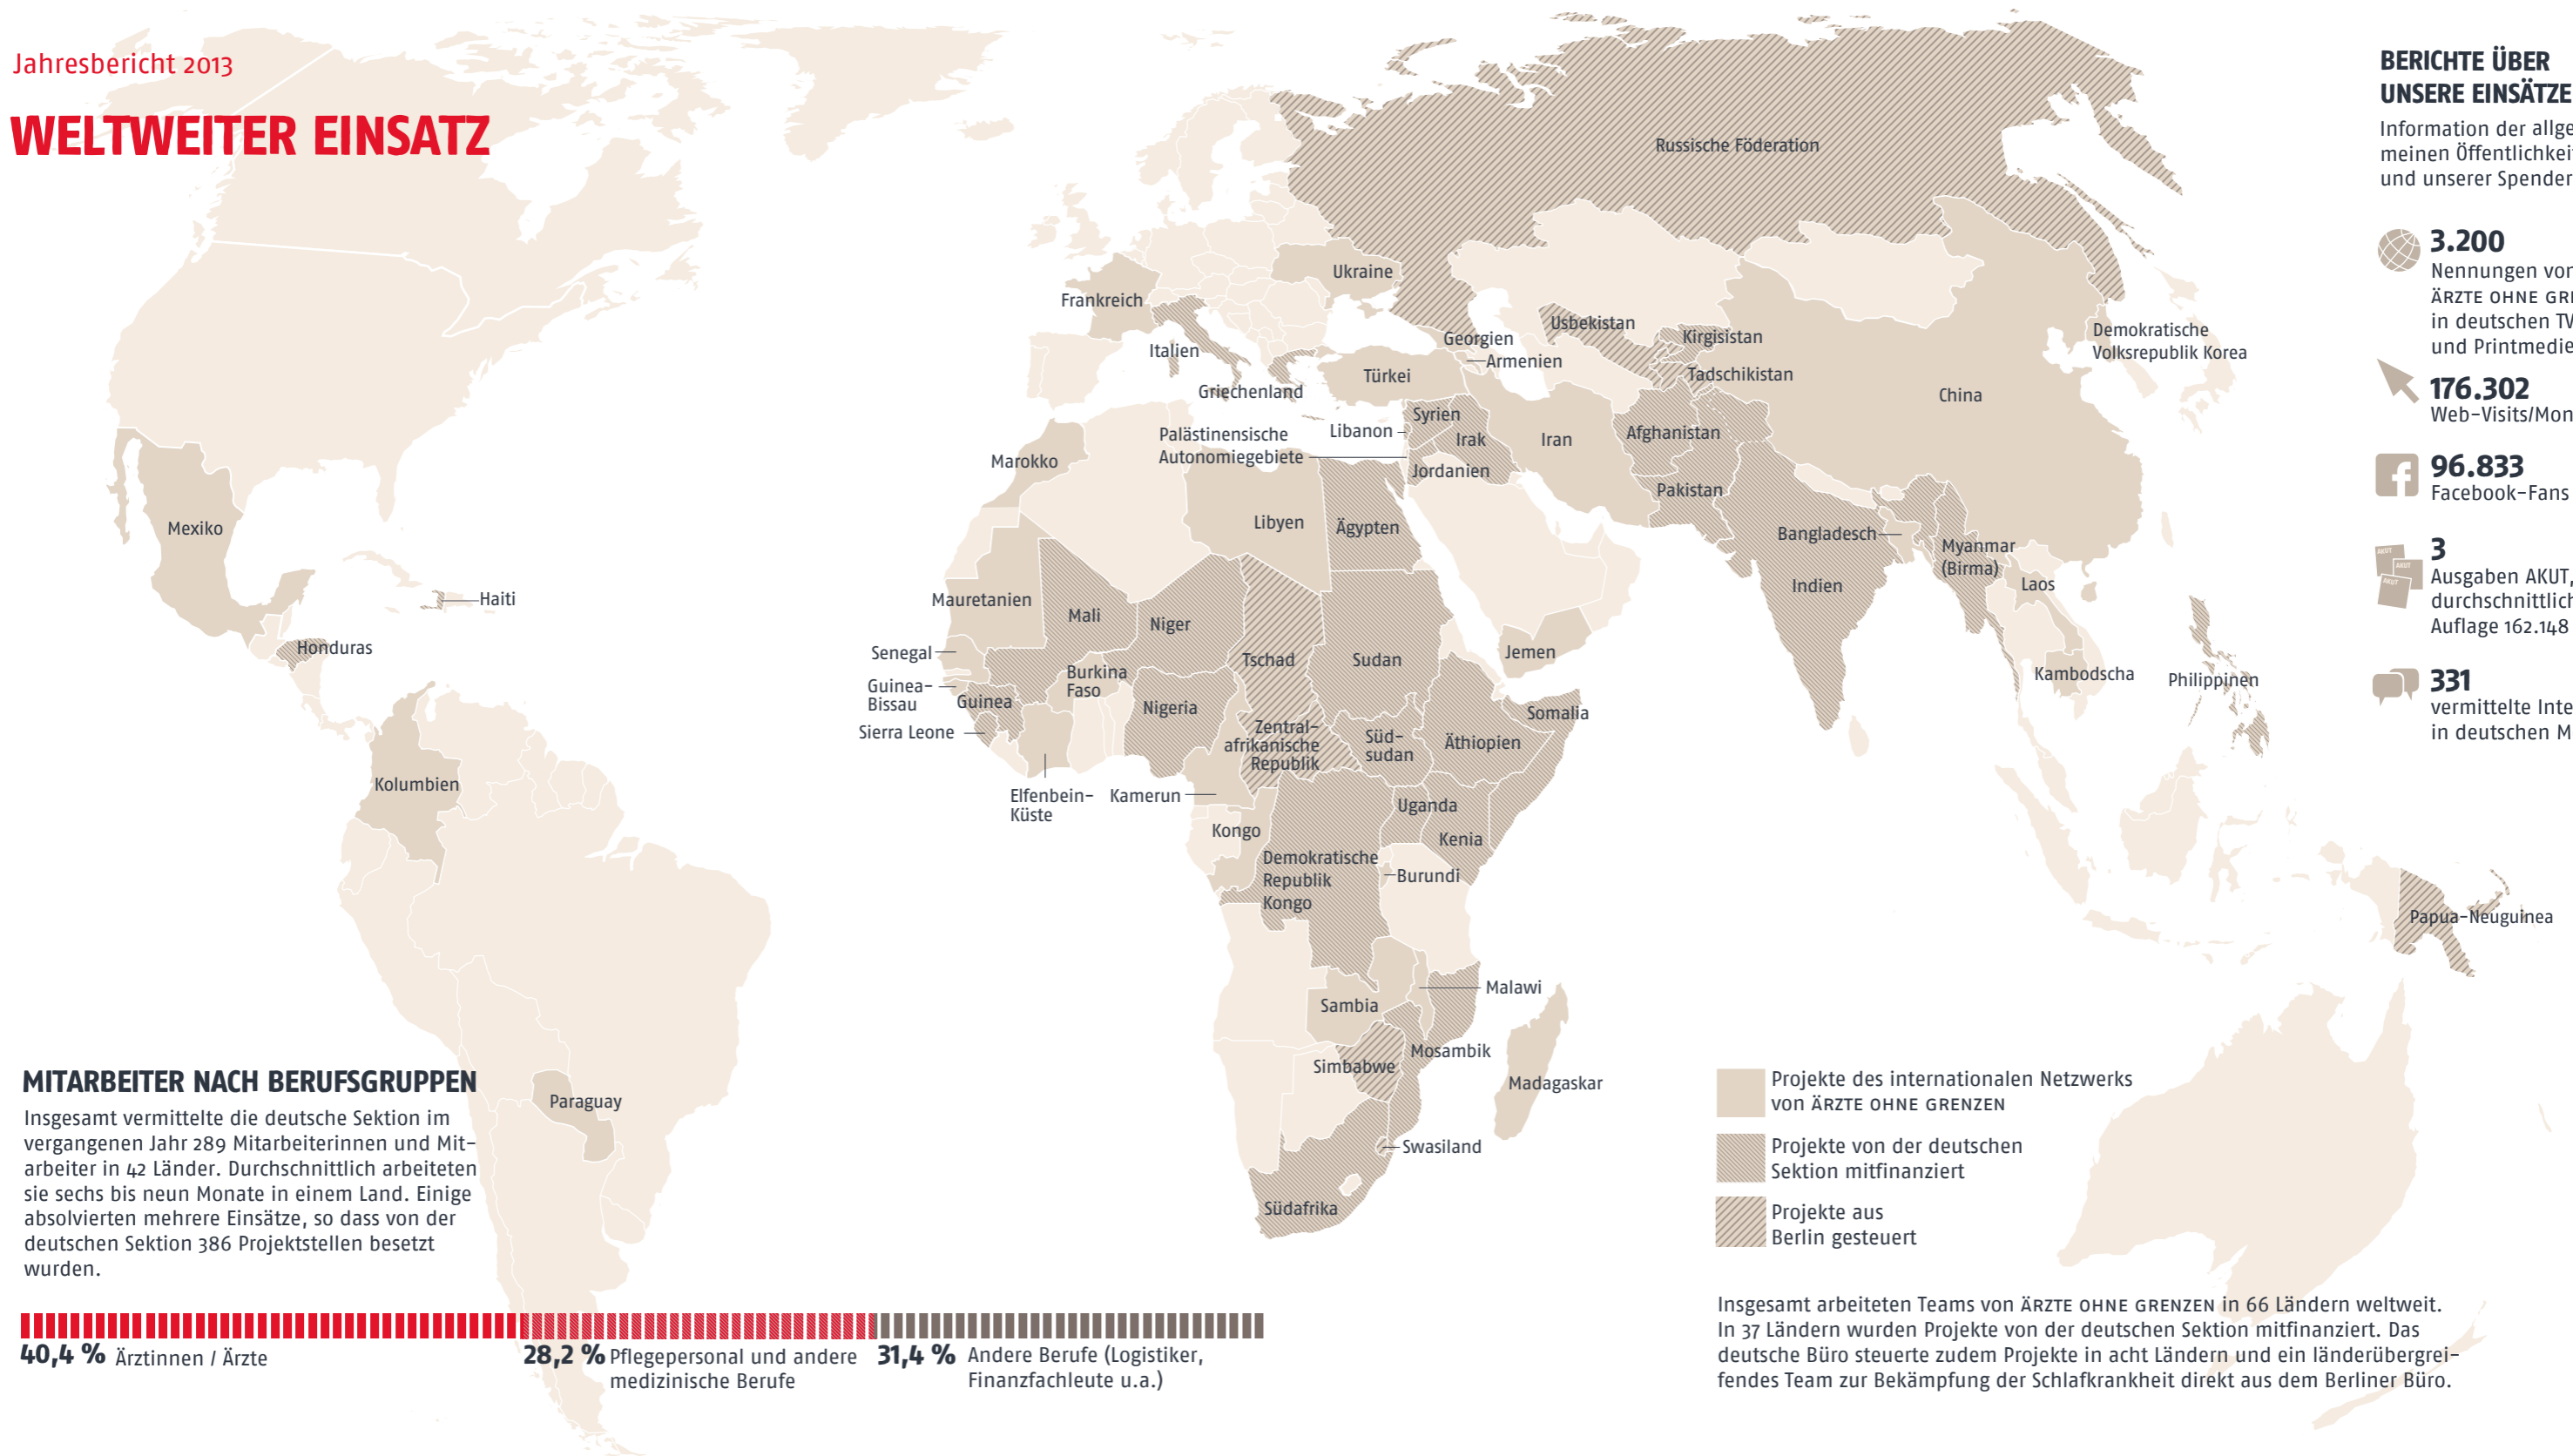 Jahresbericht 2013
WELTWEITER EINSATZ
Russische Föderation
Ukraine
Frankreich
Italien
Griechenland
Georgien
Armenien
Türkei
Usbekistan
Kirgisistan
Tadschikistan
Demokratische
Volksrepublik Korea
China
Syrien
Libanon
Irak
Iran
Afghanistan
Palästinensische
Autonomiegebiete
Jordanien
Pakistan
Marokko
Libyen
Ägypten
Bangladesch
Myanmar
(Birma)
Indien
Laos
Kambodscha
Philippinen
Mexiko
Haiti
Honduras
Mauretanien
Mali
Niger
Tschad
Sudan
Jemen
Senegal
Burkina
Faso
Guinea-
Bissau
Guinea
Nigeria
Sierra Leone
Zentral-
afrikanische
Republik
Süd-
sudan
Äthiopien
Somalia
Kolumbien
Elfenbein-
Küste
Kamerun
Uganda
Kongo
Kenia
Demokratische
Republik
Kongo
Burundi
Papua-Neuguinea
Malawi
Sambia
Mosambik
Simbabwe
Madagaskar
Swasiland
Südafrika
Paraguay
BERICHTE ÜBER
UNSERE EINSÄTZE
Information der
und unserer Spender
3.200
Nennungen
ÄRZTE OHNE
in deutschen
und
176.302
96.833
Facebook-Fans
3
Ausgaben AKUT,
AKUT
AKUT
AKUT
Auflage 162.148
331
vermittelte
in deutschen
MITARBEITER NACH BERUFSGRUPPEN
Insgesamt vermittelte die deutsche Sektion im
vergangenen Jahr 289 Mitarbeiterinnen und Mit-
arbeiter in 42 Länder. Durchschnittlich arbeiteten
sie sechs bis neun Monate in einem Land. Einige
absolvierten mehrere Einsätze, so dass von der
deutschen Sektion 386 Projektstellen besetzt
wurden.
40,4 % Ärztinnen / Ärzte
28,2 % Pflegepersonal und andere
medizinische Berufe
31,4 % Andere Berufe (Logistiker,
Finanzfachleute u.a.)
Projekte des internationalen Netzwerks
von ÄRZTE OHNE GRENZEN
Projekte von der deutschen
Sektion mitfinanziert
Projekte aus
Berlin gesteuert
Insgesamt arbeiteten Teams von ÄRZTE OHNE GRENZEN in 66 Ländern weltweit.
In 37 Ländern wurden Projekte von der deutschen Sektion mitfinanziert. Das
deutsche Büro steuerte zudem Projekte in acht Ländern und ein länderübergrei-
fendes Team zur Bekämpfung der Schlafkrankheit direkt aus dem Berliner Büro.